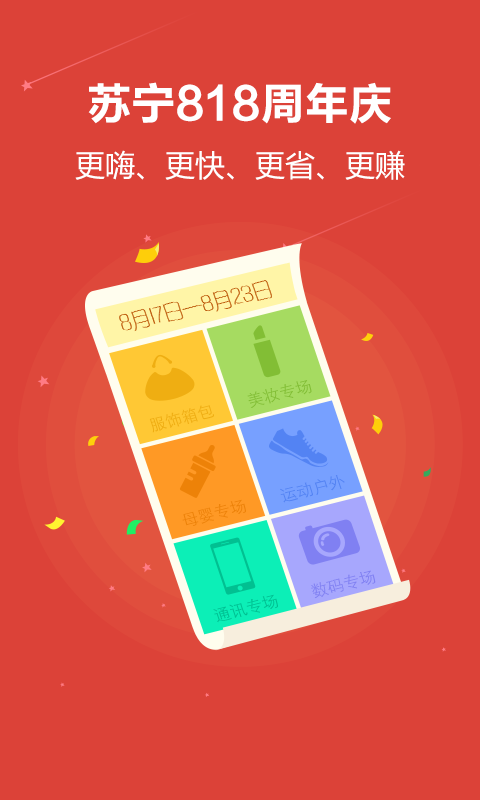 苏宁818周年庆
更嗨、更快、更省、更赚
8月17日—8月23日
服饰箱包
美妆专场
母婴专场
运动户外
通讯专场
数码专场